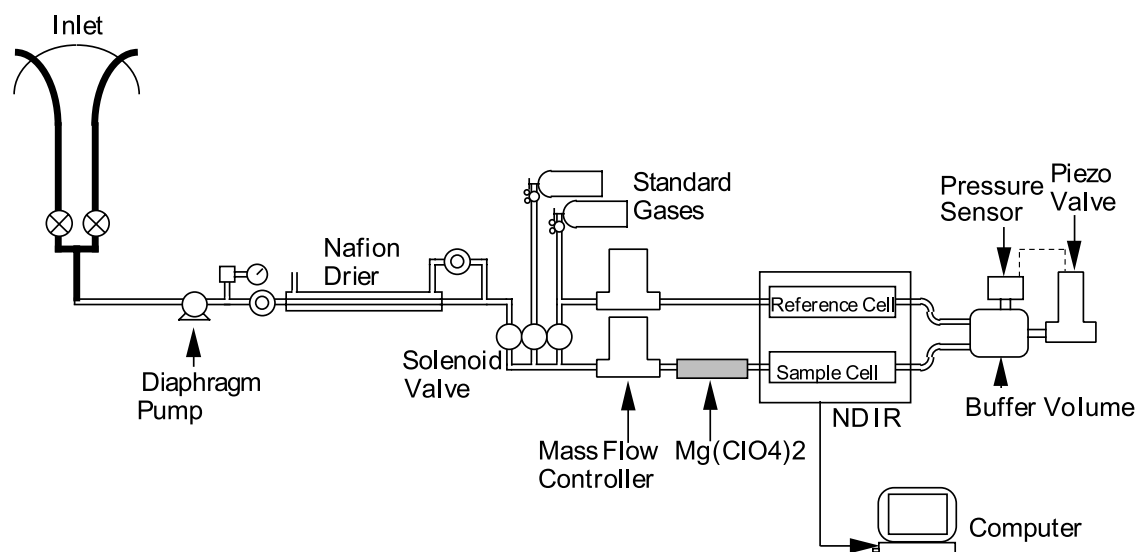 Inlet
Standard
Gases
Pressure
Sensor
Piezo
Valve
Nafion
Drier
Reference Cell
Solenoid
Valve
Sample Cell
Diaphragm
Pump
Buffer Volume
NDIR
Mass Flow
Controller
Mg(ClO4)2
Computer